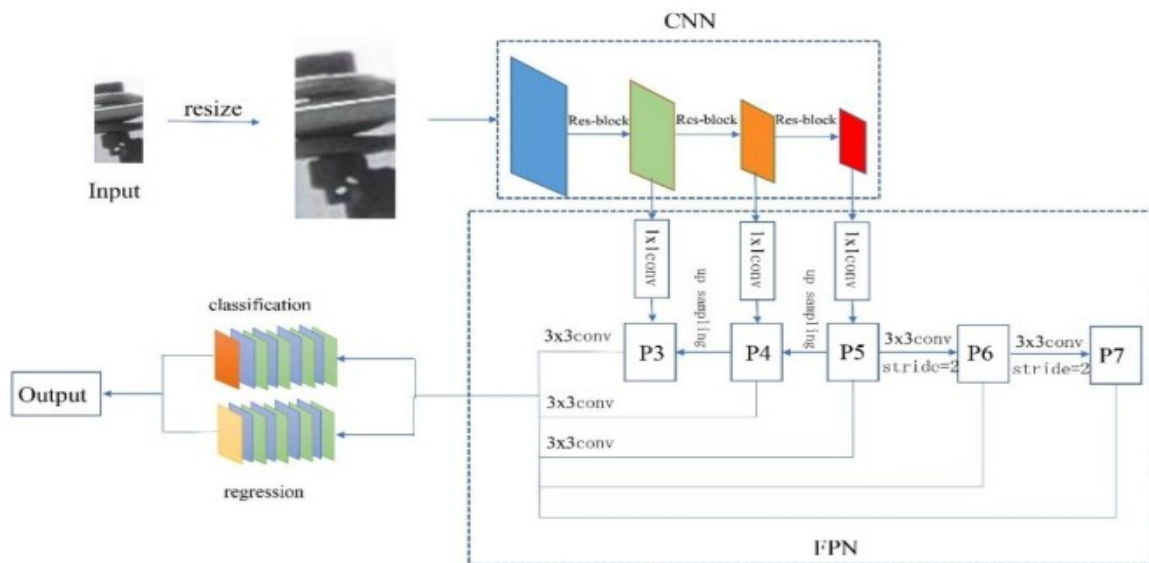 CNN
resize
Input
Res-block
Res-block
Res-block
1x1conv
1x1conv
1x1conv
up sampling
up sampling
classification
3x3conv
P3
P4
P5
3x3conv
stride=2
P6
3x3conv
stride=2
P7
Output
3x3conv
3x3conv
regression
FPN